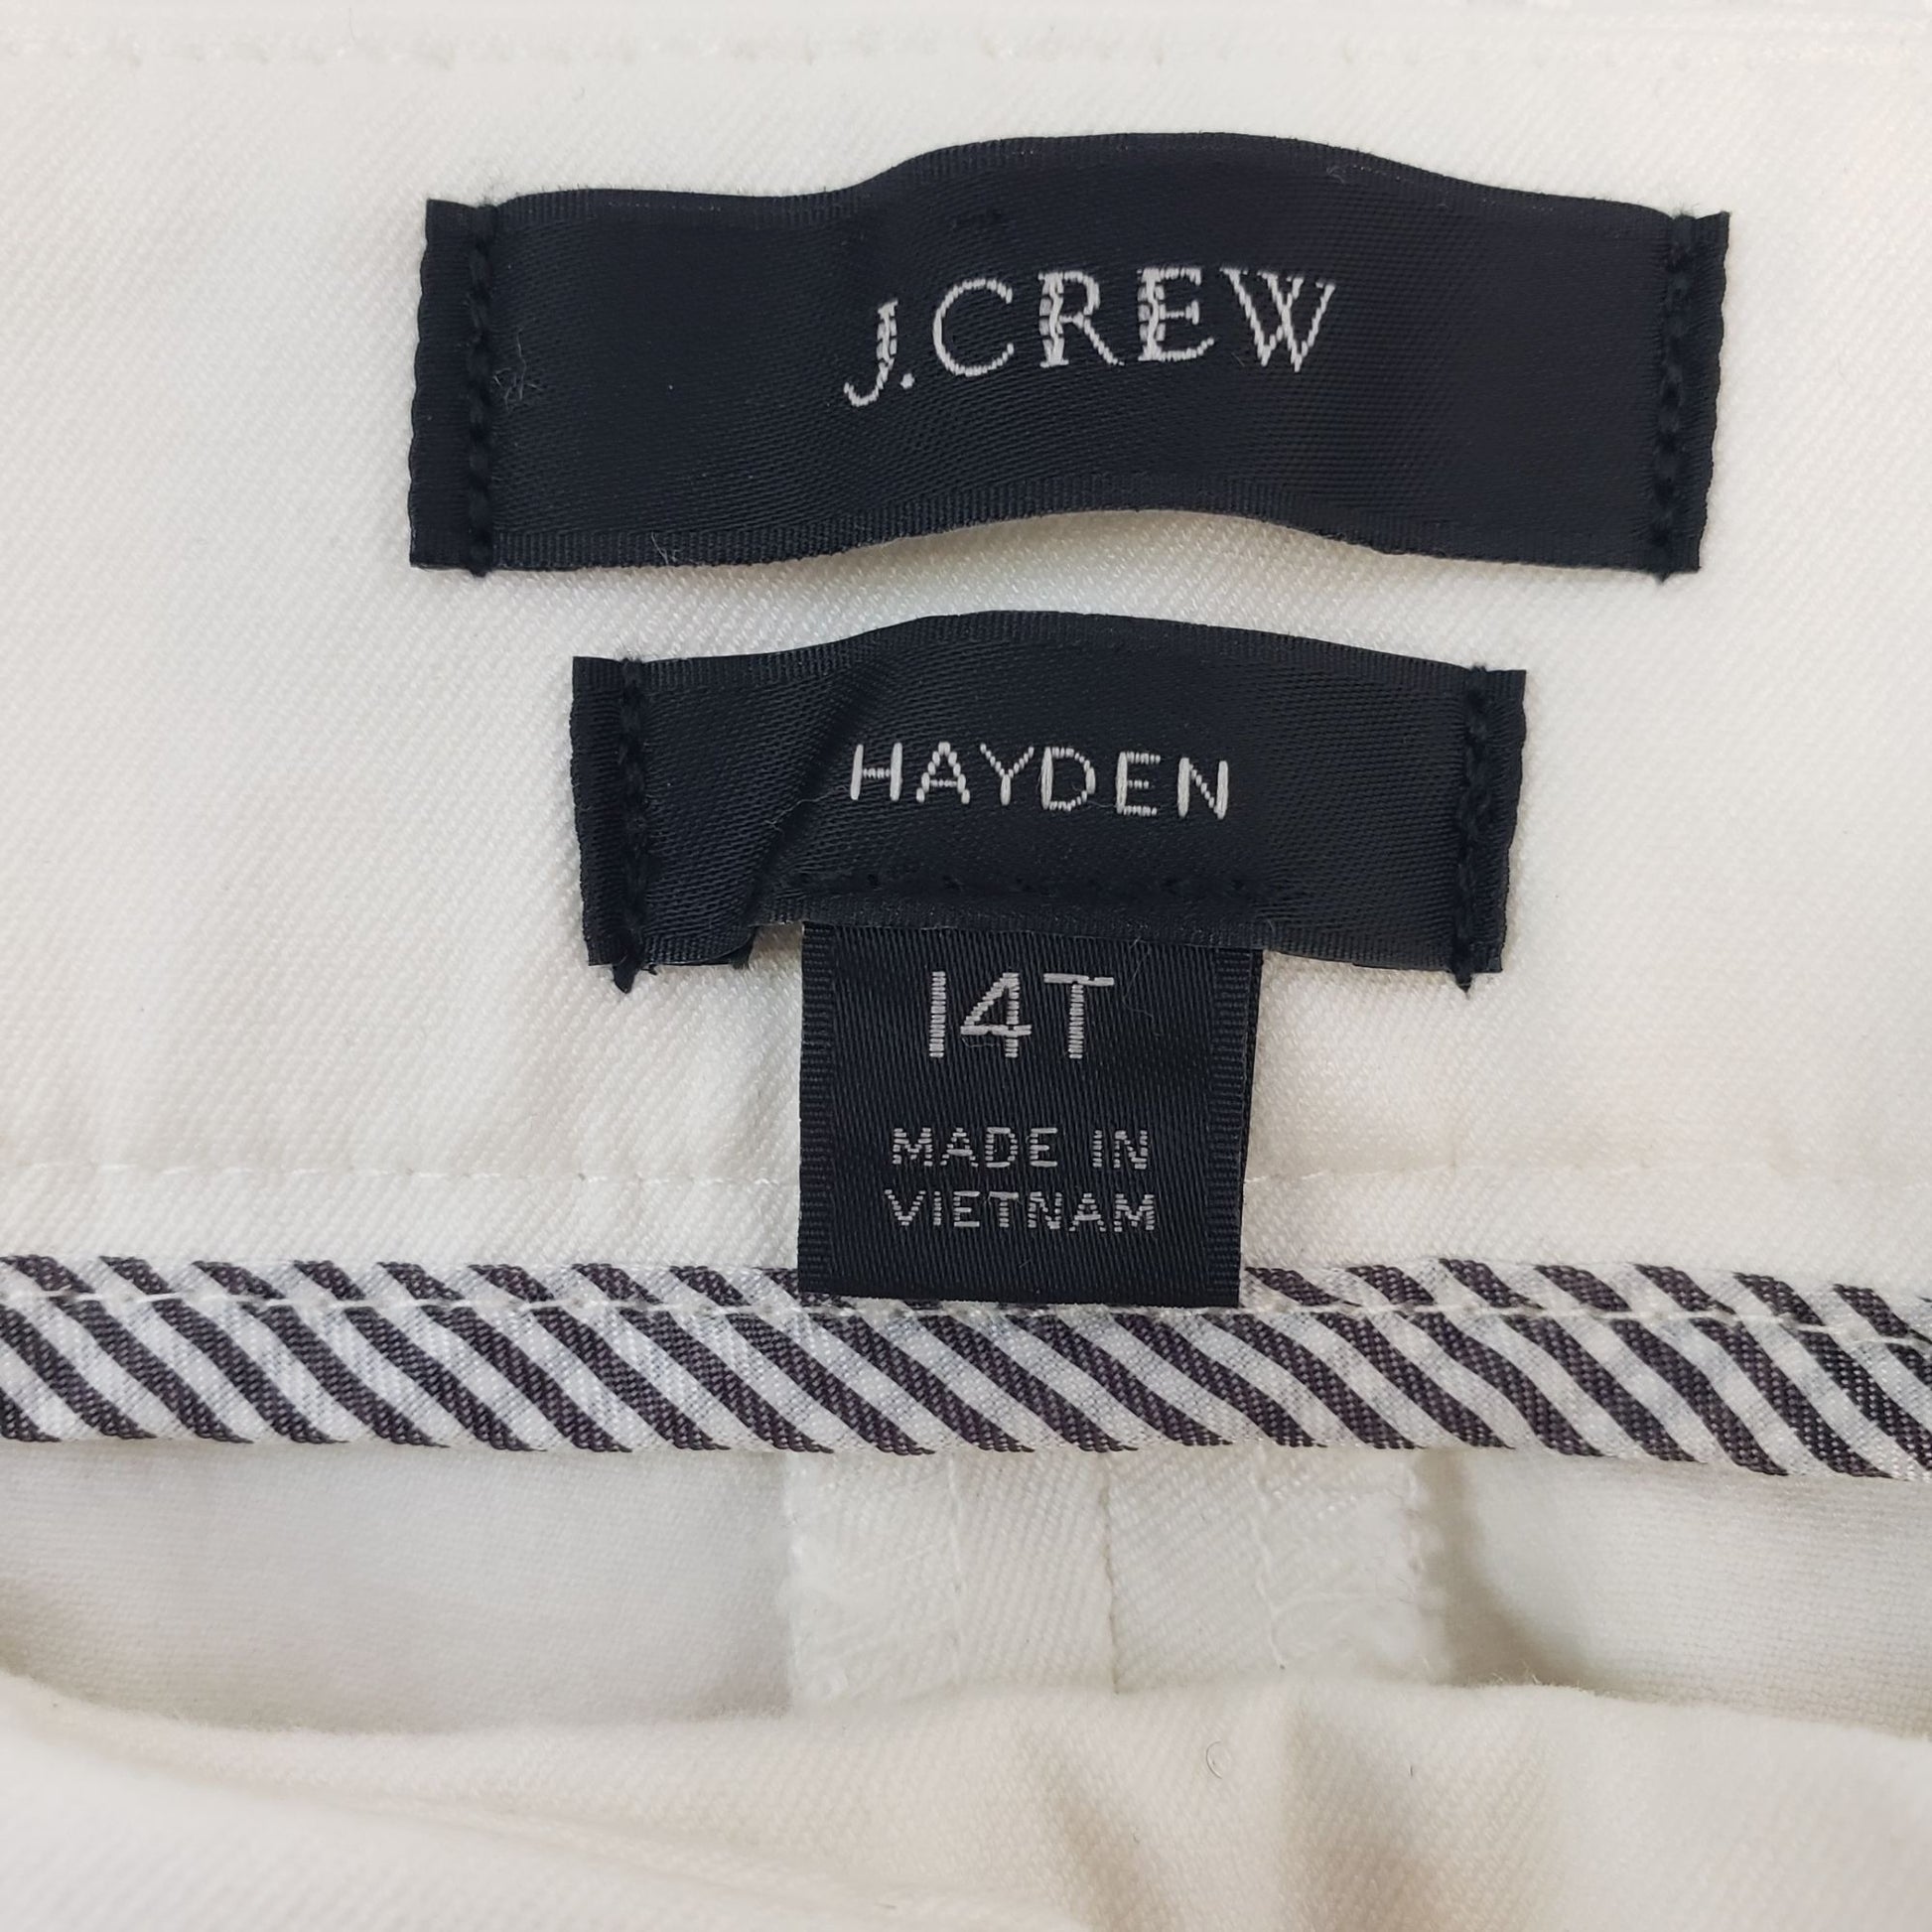 J.CREW
HAYDEN
14T
MADE IN
VIETNAM